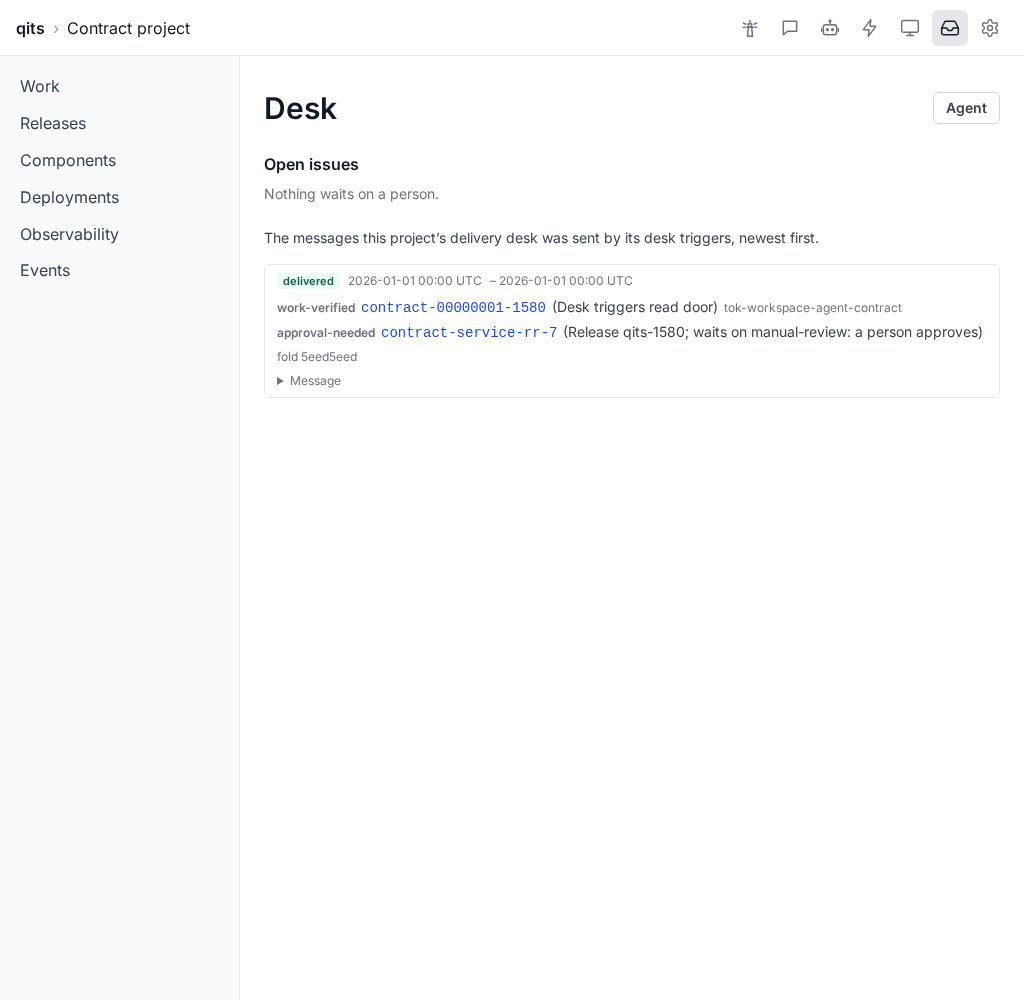 qits › Contract project
Work
Releases
Components
Deployments
Observability
Events
Desk
Agent
Open issues
Nothing waits on a person.
The messages this project’s delivery desk was sent by its desk triggers, newest first.
delivered 2026-01-01 00:00 UTC – 2026-01-01 00:00 UTC
work-verified contract-00000001-1580 (Desk triggers read door) tok-workspace-agent-contract
approval-needed contract-service-rr-7 (Release qits-1580; waits on manual-review: a person approves)
fold 5eed5eed
Message